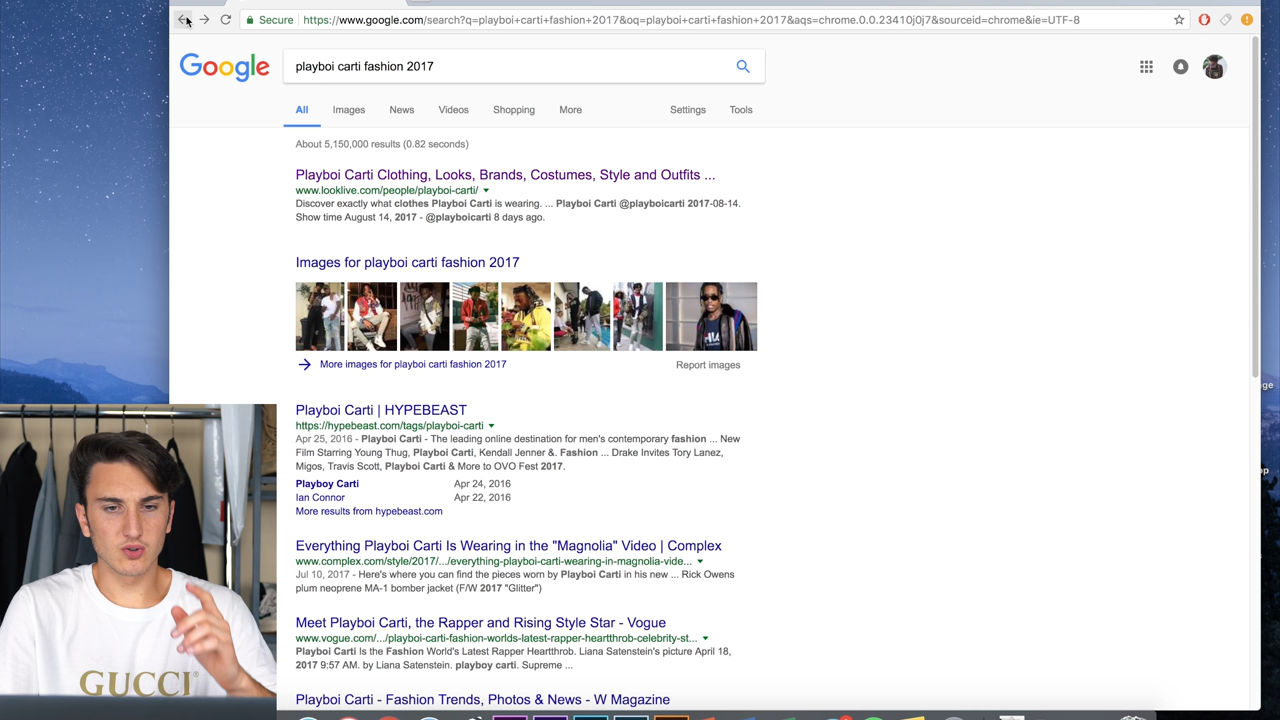 Secure https://www.google.com/search?q=playboi+carti+fashion+2017&oq=playboi+carti+fashion+2017&aqs=chrome.0.0.23410j0j7&sourceid=chrome&ie=UTF-8
Google playboi carti fashion 2017
All Images News Videos Shopping More Settings Tools
About 5,150,000 results (0.82 seconds)
Playboi Carti Clothing, Looks, Brands, Costumes, Style and Outfits ...
www.looklive.com/people/playboi-carti/
Discover exactly what clothes Playboi Carti is wearing. ... Playboi Carti @playboicarti 2017-08-14.
Show time August 14, 2017 - @playboicarti 8 days ago.
Images for playboi carti fashion 2017
More images for playboi carti fashion 2017 Report images
Playboi Carti | HYPEBEAST
https://hypebeast.com/tags/playboi-carti
Apr 25, 2016 - Playboi Carti - The leading online destination for men's contemporary fashion ... New
Film Starring Young Thug, Playboi Carti, Kendall Jenner &. Fashion ... Drake Invites Tory Lanez,
Migos, Travis Scott, Playboi Carti & More to OVO Fest 2017.
Playboy Carti Apr 24, 2016
Ian Connor Apr 22, 2016
More results from hypebeast.com
Everything Playboi Carti Is Wearing in the "Magnolia" Video | Complex
www.complex.com/style/2017/.../everything-playboi-carti-wearing-in-magnolia-vide...
Jul 10, 2017 - Here's where you can find the pieces worn by Playboi Carti in his new ... Rick Owens
plum neoprene MA-1 bomber jacket (F/W 2017 "Glitter")
Meet Playboi Carti, the Rapper and Rising Style Star - Vogue
www.vogue.com/.../playboi-carti-fashion-worlds-latest-rapper-heartthrob-celebrity-st...
Playboi Carti Is the Fashion World's Latest Rapper Heartthrob. Liana Satenstein's picture April 18,
2017 9:57 AM. by Liana Satenstein. playboy carti. Supreme ...
Playboi Carti - Fashion Trends, Photos & News - W Magazine
GUCCI